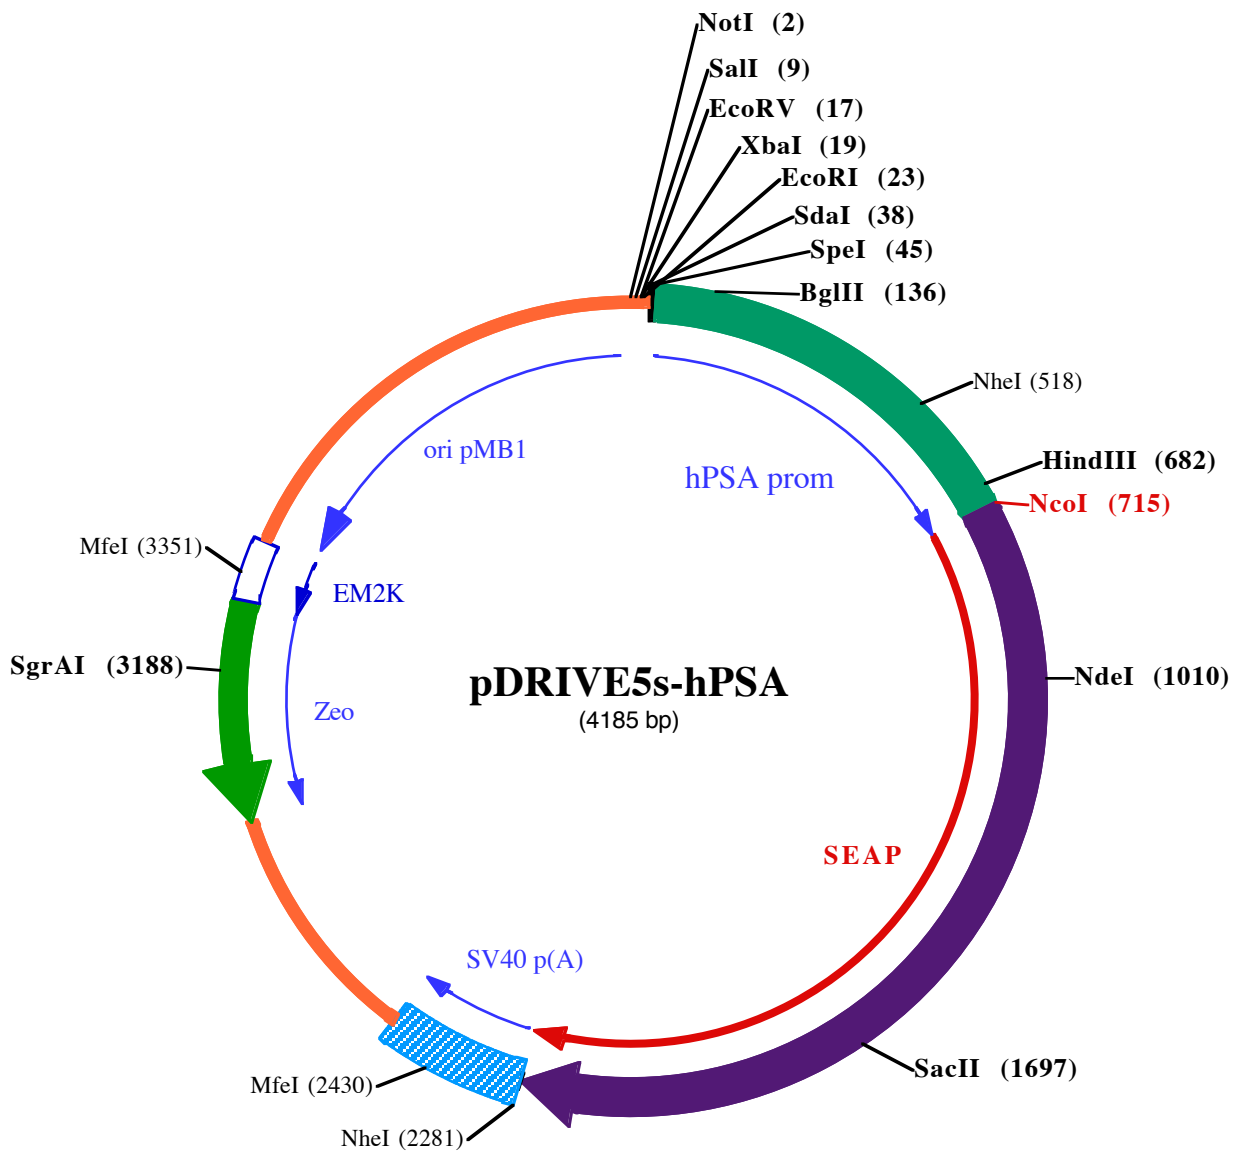 NotI (2)
SalI (9)
EcoRV (17)
XbaI (19)
EcoRI (23)
SdaI (38)
SpeI (45)
BglII (136)
NheI (518)
ori pMB1
hPSA prom
HindIII (682)
NcoI (715)
MfeI (3351)
EM2K
SgrAI (3188)
pDRIVE5s-hPSA
(4185 bp)
NdeI (1010)
Zeo
SEAP
SV40 p(A)
SacII (1697)
MfeI (2430)
NheI (2281)